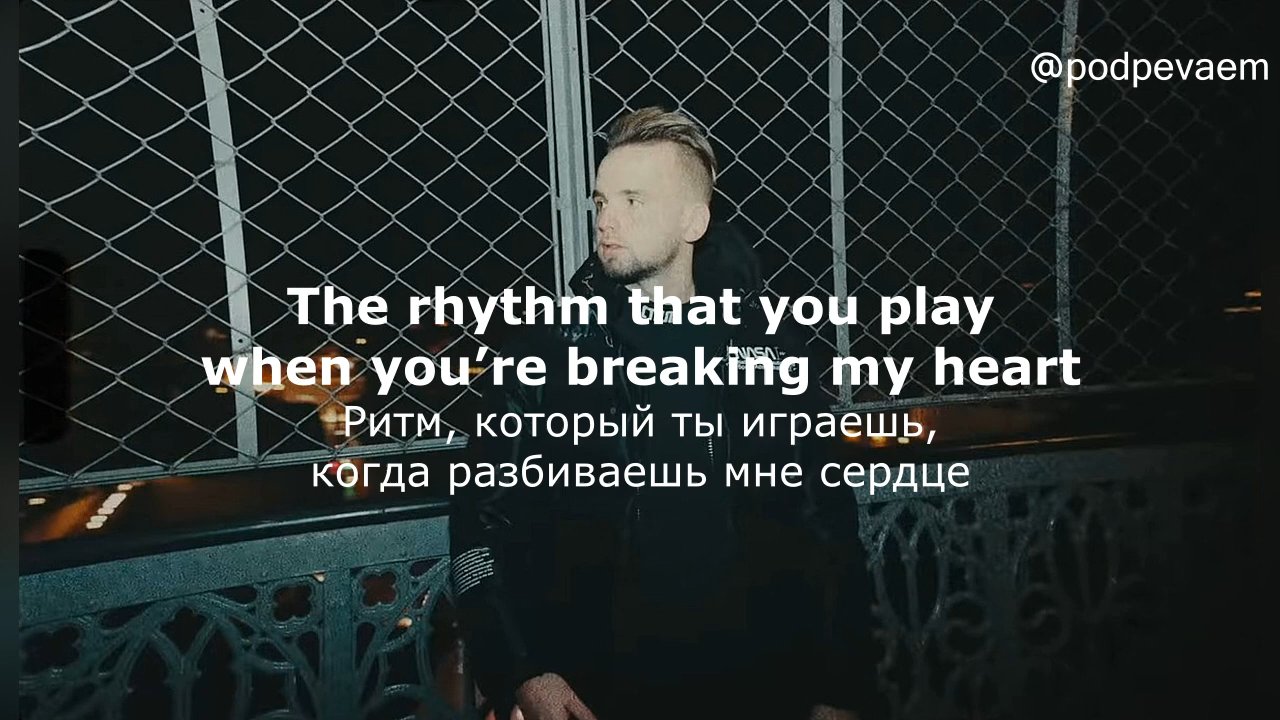 @podpevaem
The rhythm that you play
when you’re breaking my heart
Ритм, который ты играешь,
когда разбиваешь мне сердце
NASA